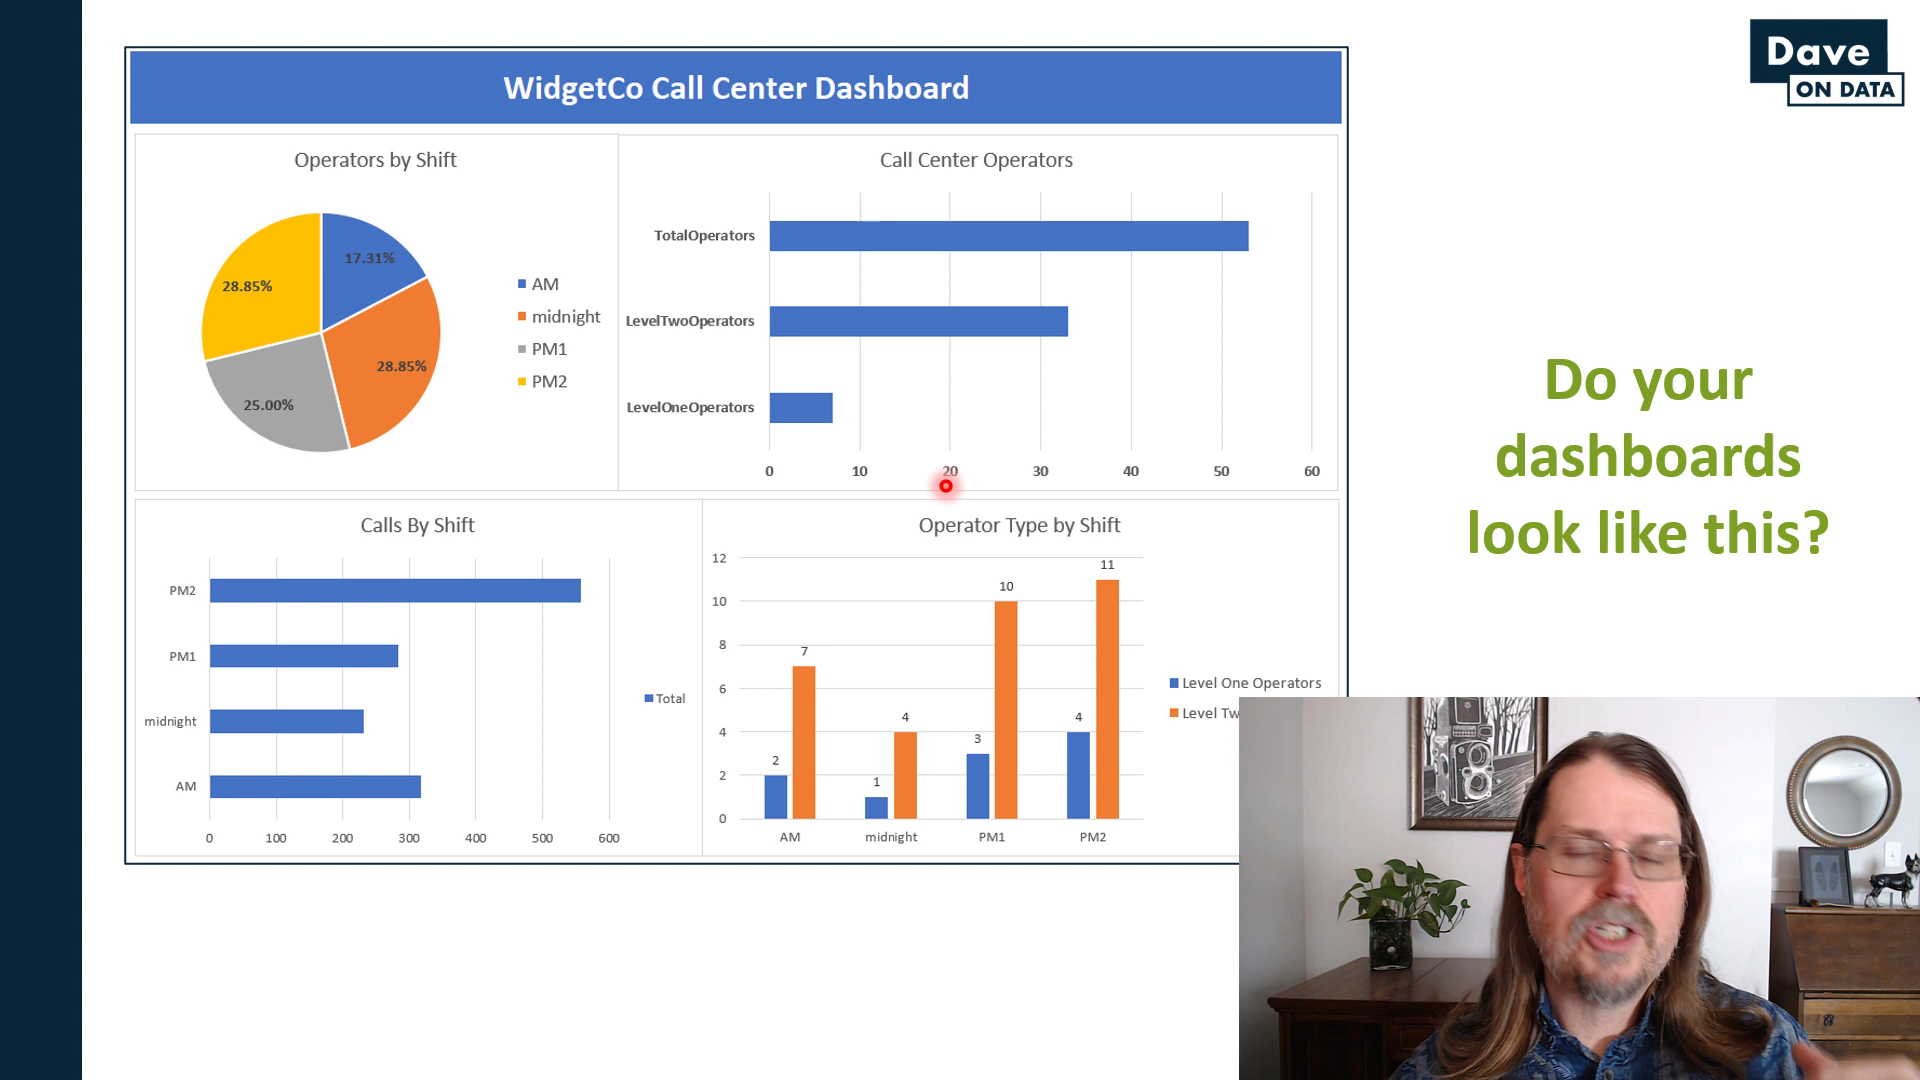 Dave
ON DATA
WidgetCo Call Center Dashboard
Operators by Shift
17.31%
28.85%
25.00%
28.85%
AM
midnight
PM1
PM2
Call Center Operators
TotalOperators
LevelTwoOperators
LevelOneOperators
0 10 20 30 40 50 60
Calls By Shift
PM2
PM1
midnight
AM
0 100 200 300 400 500 600
Total
Operator Type by Shift
12
10
8
6
4
2
0
2 7 1 4 3 10 4 11
AM midnight PM1 PM2
Level One Operators
Level Tw
Do your
dashboards
look like this?